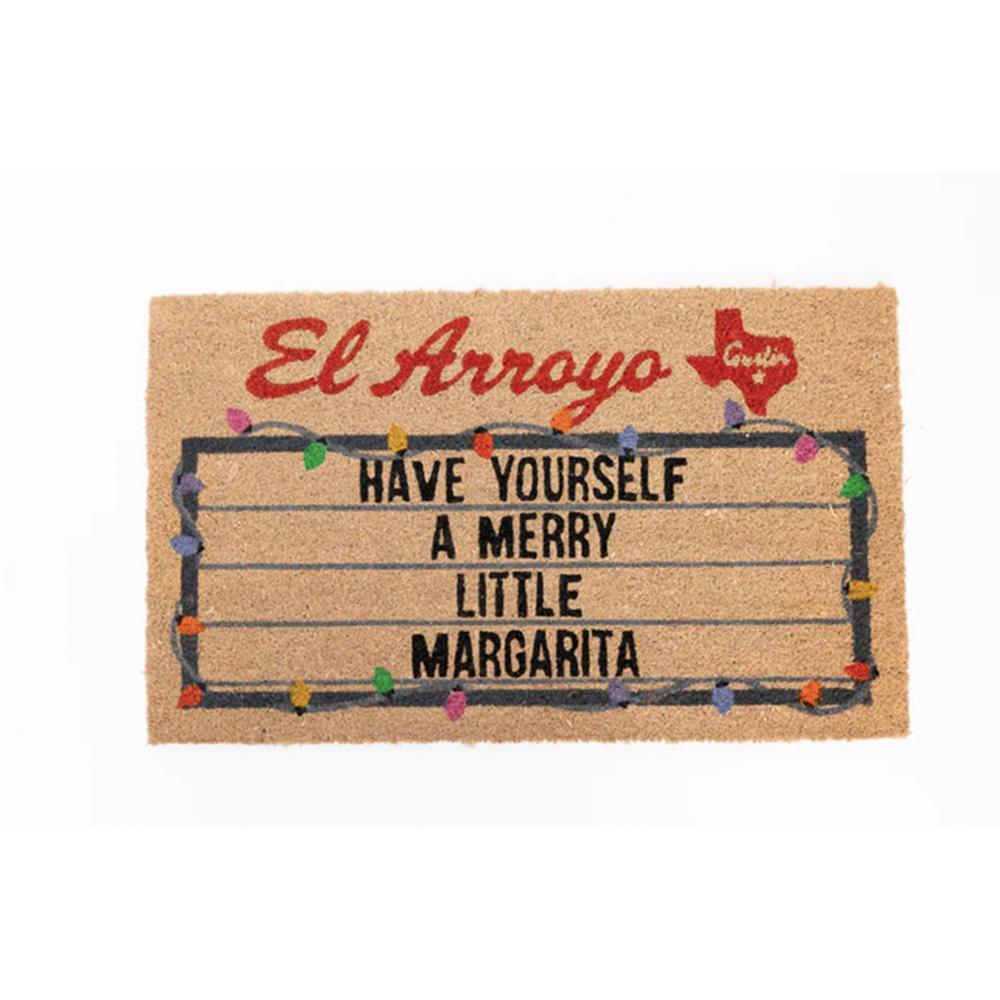 El Arroyo
Austin
HAVE YOURSELF
A MERRY
LITTLE
MARGARITA